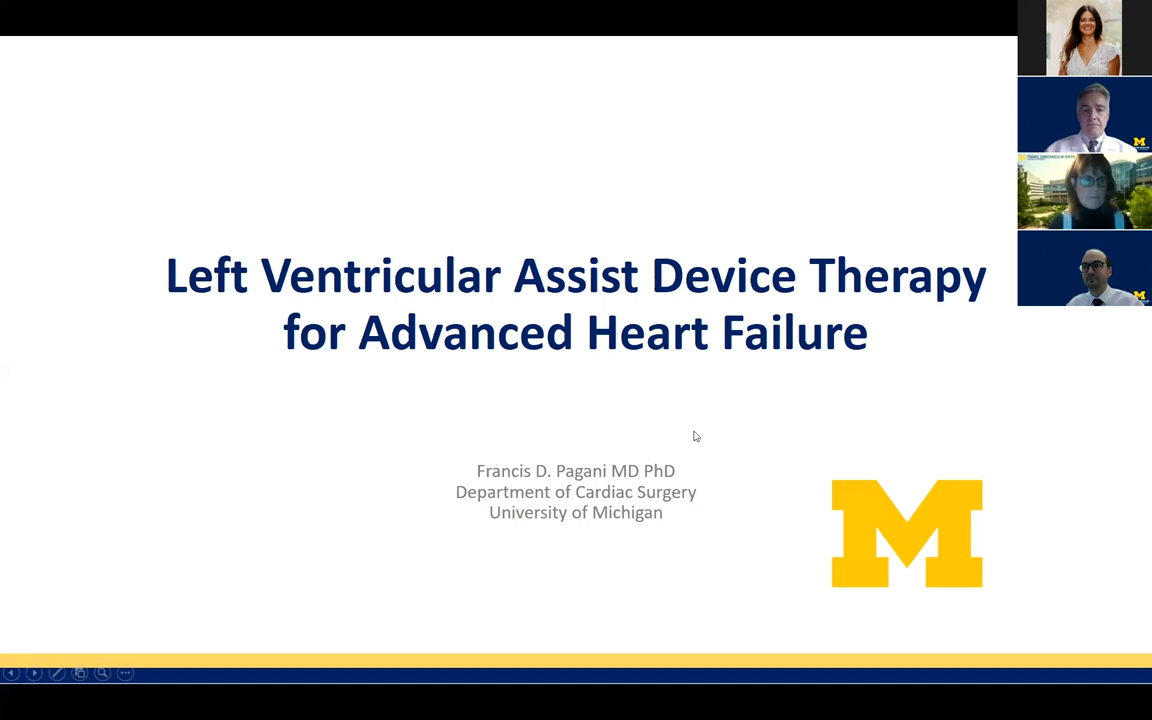 Left Ventricular Assist Device Therapy
for Advanced Heart Failure
Francis D. Pagani MD PhD
Department of Cardiac Surgery
University of Michigan
M